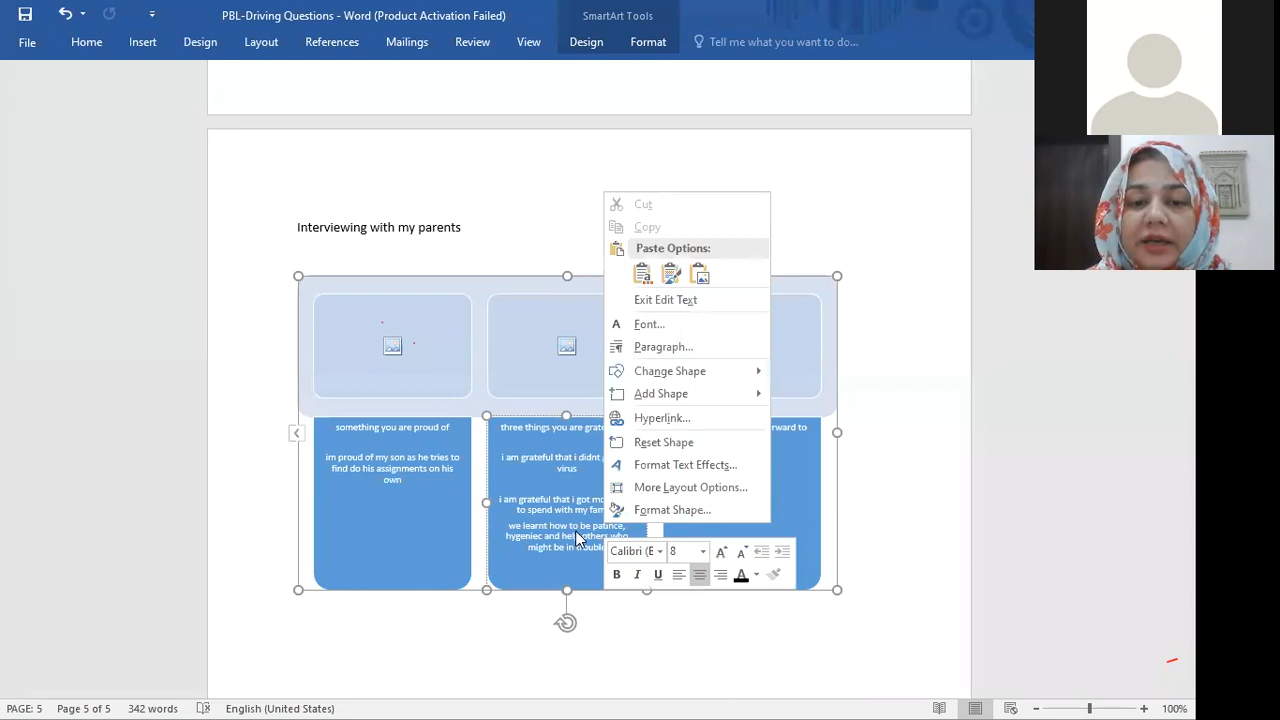 PBL-Driving Questions - Word (Product Activation Failed)
SmartArt Tools
File Home Insert Design Layout References Mailings Review View Design Format Tell me what you want to do...
Interviewing with my parents
Cut
Copy
Paste Options:
Exit Edit Text
Font...
Paragraph...
Change Shape
Add Shape
Hyperlink...
Reset Shape
Format Text Effects...
More Layout Options...
Format Shape...
something you are proud of
im proud of my son as he tries to
find do his assignments on his
own
three things you are
i am grateful that i didnt
virus
i am grateful that i got
to spend with my
we learnt how to be patince,
hygeniec and help others who
might be in
to
Calibri (E 8
B I U A
PAGE: 5 Page 5 of 5 342 words English (United States) 100%